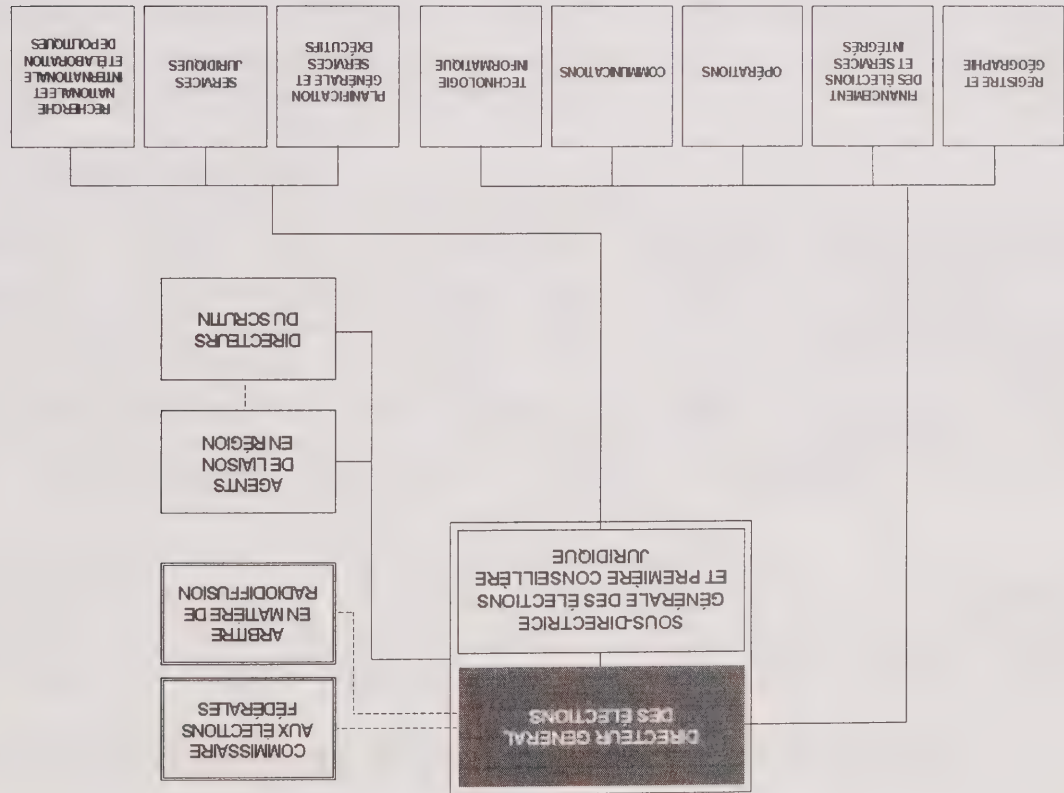 DIRECTEUR GÉNÉRAL
DES ÉLECTIONS
SOUS-DIRECTRICE
GÉNÉRALE DES ÉLECTIONS
ET PREMIÈRE CONSEILLÈRE
JURIDIQUE
COMMISSAIRE
AUX ÉLECTIONS
FÉDÉRALES
ARBITRE
EN MATIÈRE DE
RADIODIFFUSION
AGENTS
DE LIAISON
EN RÉGION
DIRECTEURS
DU SCRUTIN
REGISTRE ET
GÉOGRAPHIE
FINANCEMENT
DES ÉLECTIONS
ET SERVICES
INTÉGRÉS
OPÉRATIONS
COMMUNICATIONS
TECHNOLOGIE
INFORMATIQUE
PLANIFICATION
GÉNÉRALE ET
SERVICES
EXÉCUTIFS
SERVICES
JURIDIQUES
RECHERCHE
NATIONALE ET
INTERNATIONALE
ET ÉLABORATION
DE POLITIQUES